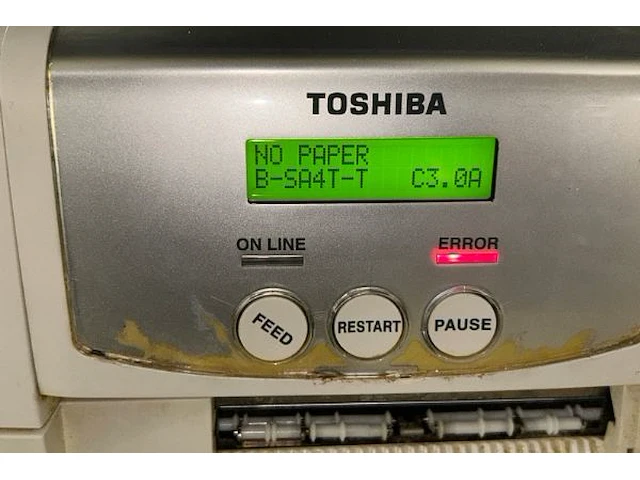 TOSHIBA
NO PAPER
B-SA4T-T C3.0A
ON LINE ERROR
FEED RESTART PAUSE